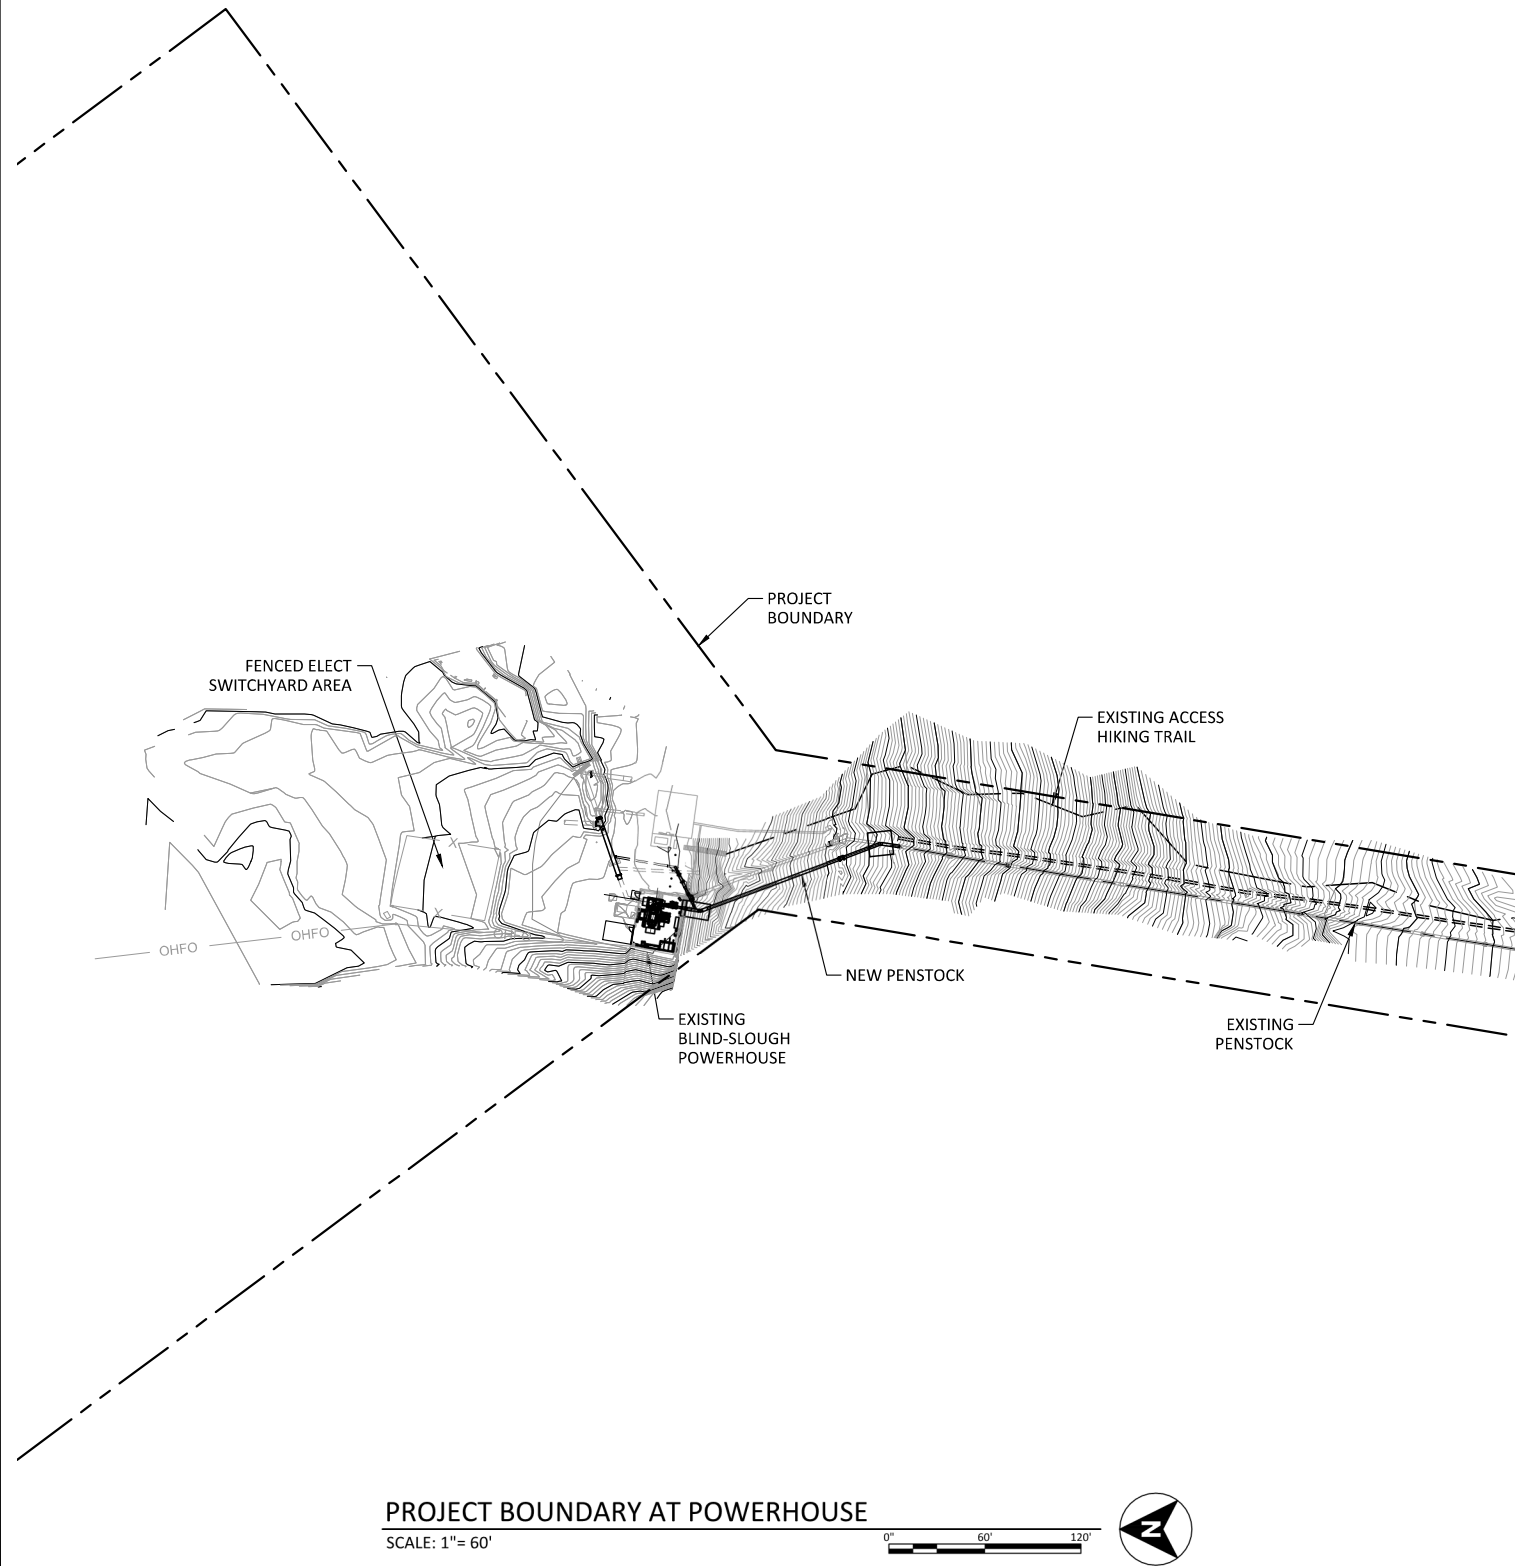 PROJECT
BOUNDARY
FENCED ELECT
SWITCHYARD AREA
EXISTING ACCESS
HIKING TRAIL
OHFO
OHFO
NEW PENSTOCK
EXISTING
BLIND-SLOUGH
POWERHOUSE
EXISTING
PENSTOCK
PROJECT BOUNDARY AT POWERHOUSE
SCALE: 1"= 60'
0" 60' 120'
N